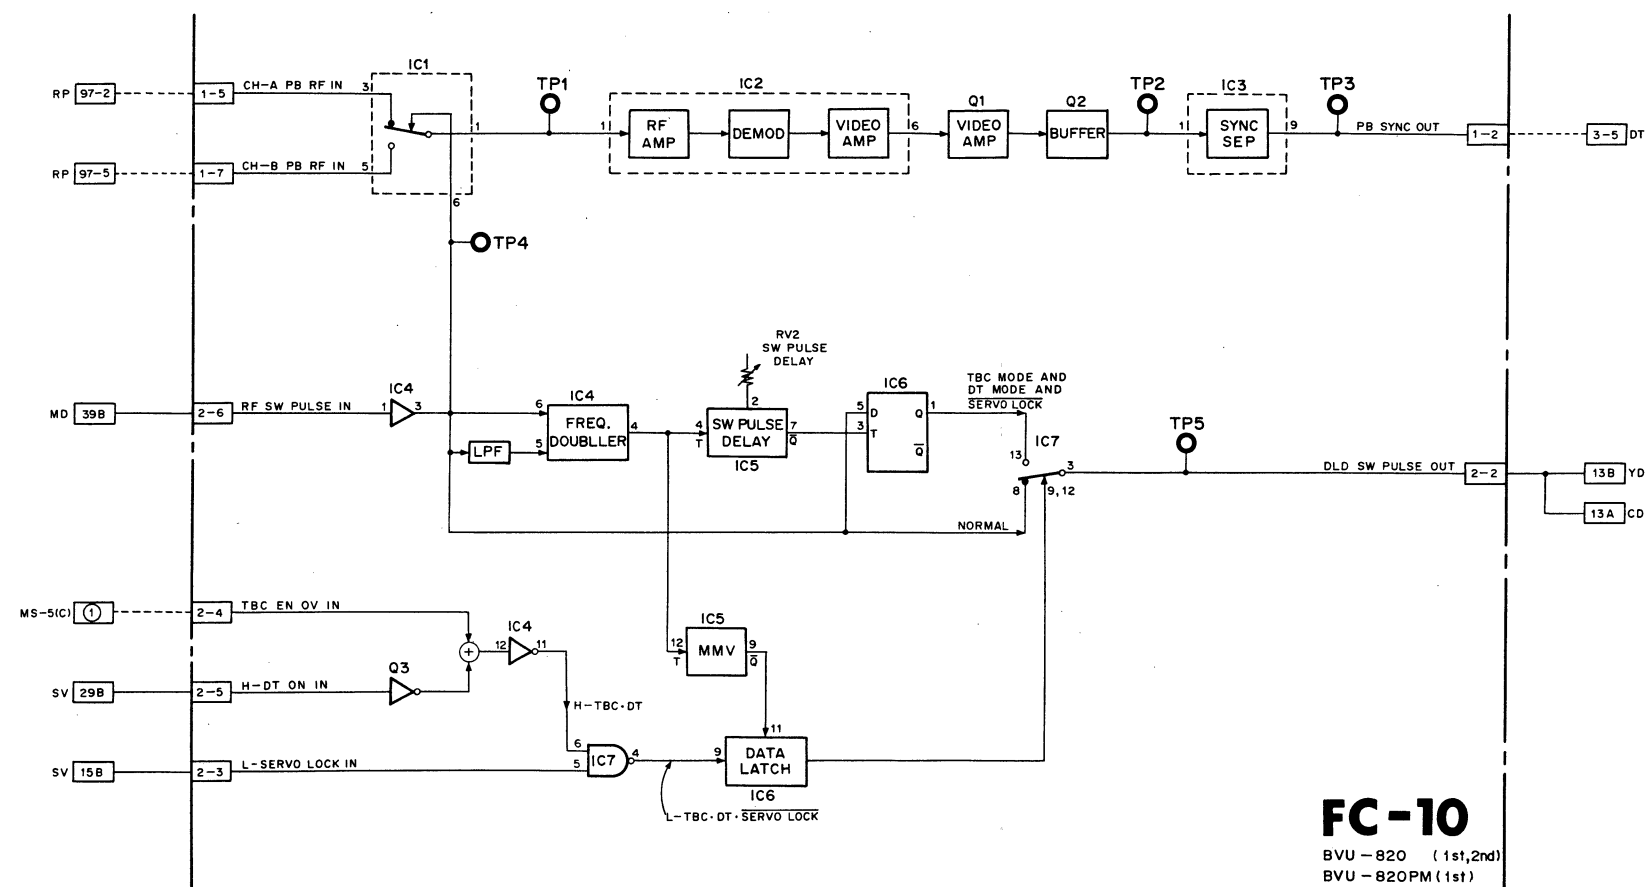 IC1
RP 97-2 1-5 CH-A PB RF IN 3
TP1
IC2
Q1
Q2
TP2
IC3
TP3
1
1 RF AMP
DEMOD
VIDEO AMP 6
VIDEO AMP
BUFFER
1 SYNC SEP 9
PB SYNC OUT 1-2 3-5 DT
RP 97-5 1-7 CH-B PB RF IN 5
6
TP4
RV2
SW PULSE
DELAY
MD 39B 2-6 RF SW PULSE IN 1 IC4 3
IC4
6 FREQ. DOUBLLER 4
LPF 5
2
4 T SW PULSE DELAY 7 Q
IC5
IC6
5 D Q 1
3 T Q
TBC MODE AND
DT MODE AND
SERVO LOCK
IC7
13
3
8 9,12
TP5
DLD SW PULSE OUT 2-2 13B YD
13A CD
NORMAL
MS-5(C) 1 2-4 TBC EN OV IN
+ 12 IC4 11
SV 29B 2-5 H-DT ON IN Q3
H-TBC·DT
IC5
12 T MMV 9 Q
11
SV 15B 2-3 L-SERVO LOCK IN
6
5 IC7 4
9 DATA LATCH
IC6
L-TBC·DT·SERVO LOCK
FC-10
BVU-820 (1st,2nd)
BVU-820PM(1st)